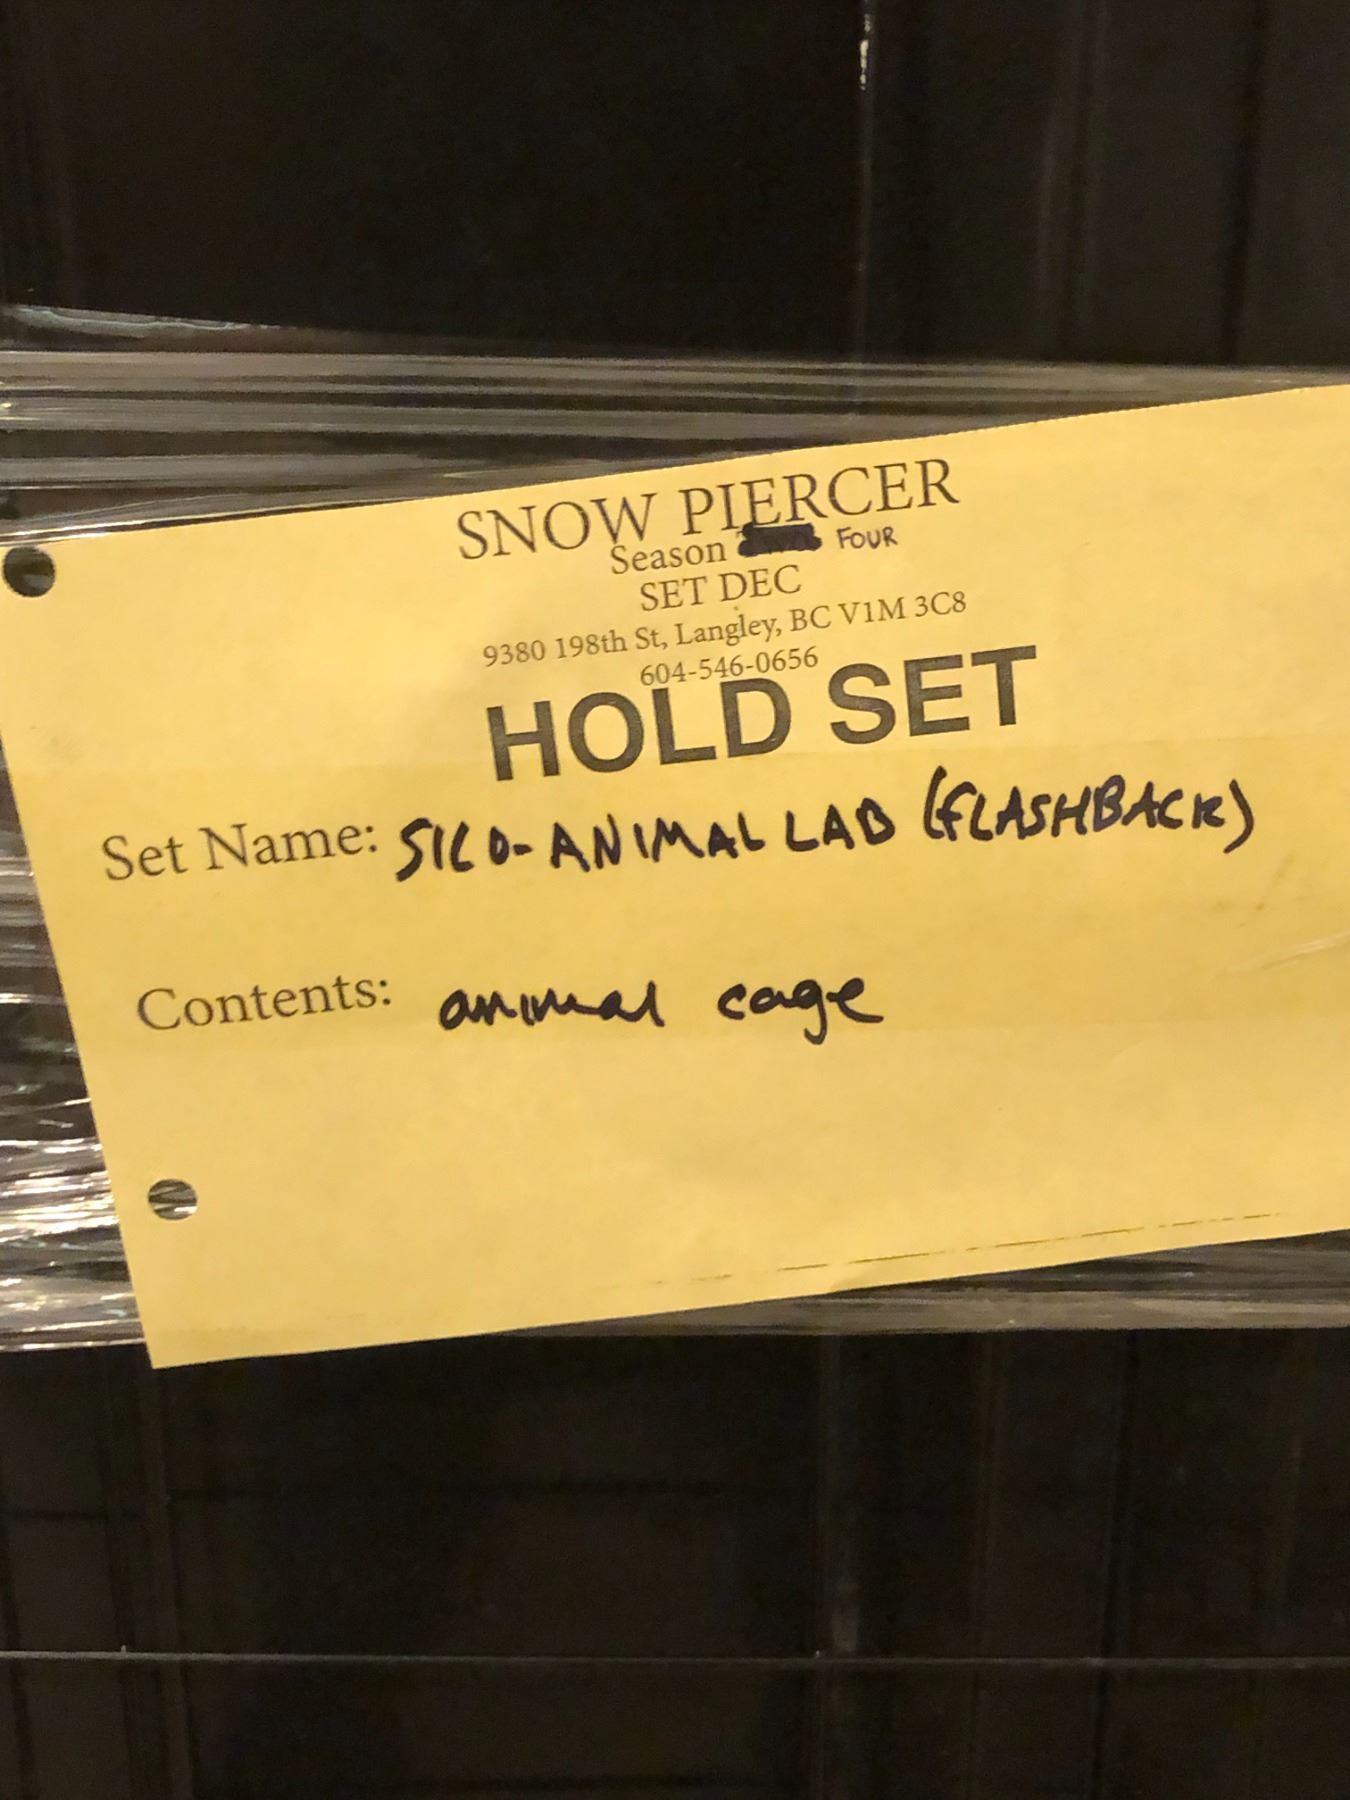 SNOW PIERCER
Season FOUR
SET DEC
9380 198th St, Langley, BC V1M 3C8
604-546-0656
HOLD SET
Set Name: SILO-ANIMAL LAB (FLASHBACK)
Contents: animal cage